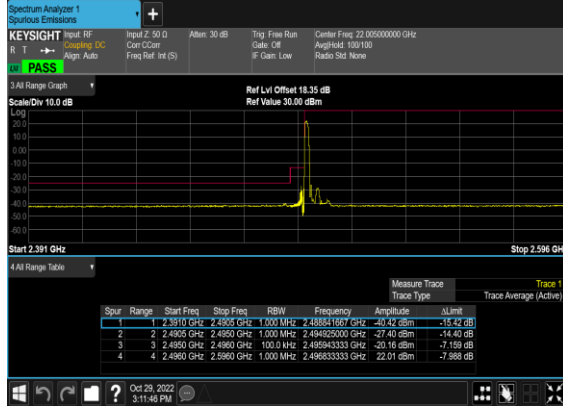 Spectrum Analyzer 1
Spurious Emissions
+
KEYSIGHT Input: RF Input Z: 50 Ω Atten: 30 dB Trig: Free Run Center Freq: 22.005000000 GHz
R T Coupling: DC Corr CCorr Gate: Off Avg|Hold: 100/100
Align: Auto Freq Ref: Int (S) IF Gain: Low Radio Std: None
PASS
3 All Range Graph
Ref Lvl Offset 18.35 dB
Scale/Div 10.0 dB Ref Value 30.00 dBm
Log
20.0
10.0
0.00
-10.0
-20.0
-30.0
-40.0
-50.0
-60.0
Start 2.391 GHz Stop 2.596 GH
4 All Range Table
Measure Trace Trace 1
Trace Type Trace Average (Active)
Spur Range Start Freq Stop Freq RBW Frequency Amplitude ΔLimit
1 1 2.3910 GHz 2.4905 GHz 1.000 MHz 2.488841667 GHz -40.42 dBm -15.42 dB
2 2 2.4905 GHz 2.4950 GHz 1.000 MHz 2.494925000 GHz -27.40 dBm -14.40 dB
3 3 2.4950 GHz 2.4960 GHz 100.0 kHz 2.495943333 GHz -20.16 dBm -7.159 dB
4 4 2.4960 GHz 2.5960 GHz 1.000 MHz 2.496833333 GHz 22.01 dBm -7.988 dB
? Oct 29, 2022
3:11:46 PM